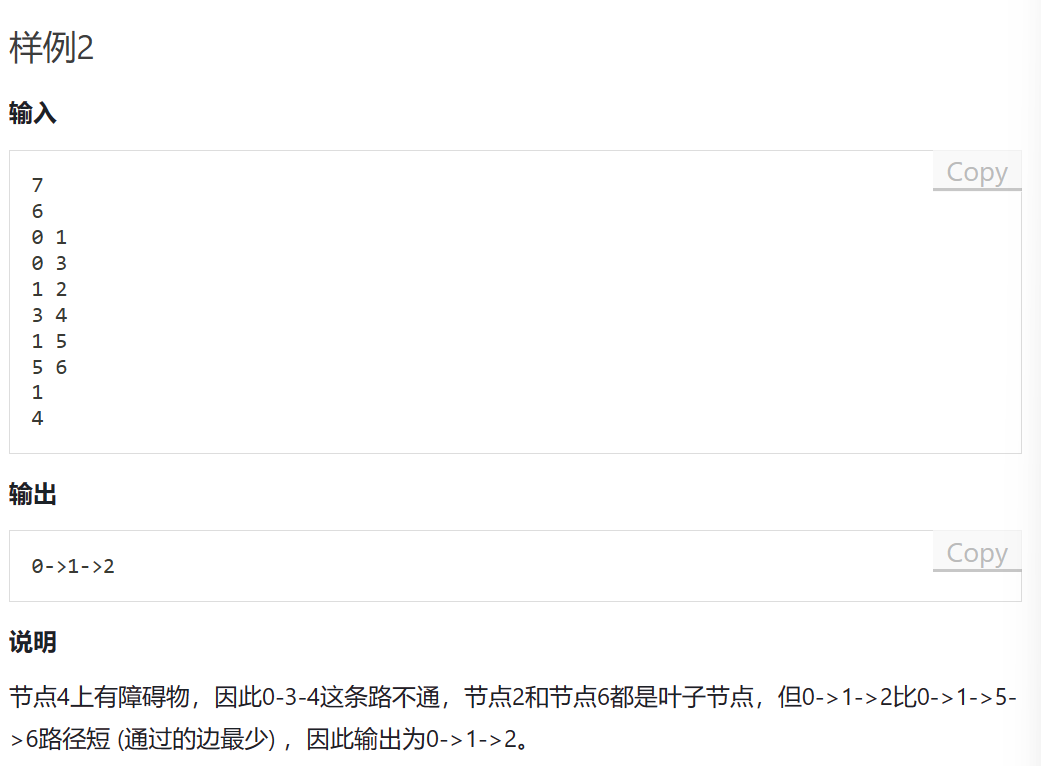 样例2
输入
Copy
7
6
0 1
0 3
1 2
3 4
1 5
5 6
1
4
输出
Copy
0->1->2
说明
节点4上有障碍物，因此0-3-4这条路不通，节点2和节点6都是叶子节点，但0->1->2比0->1->5-
>6路径短 (通过的边最少) ，因此输出为0->1->2。